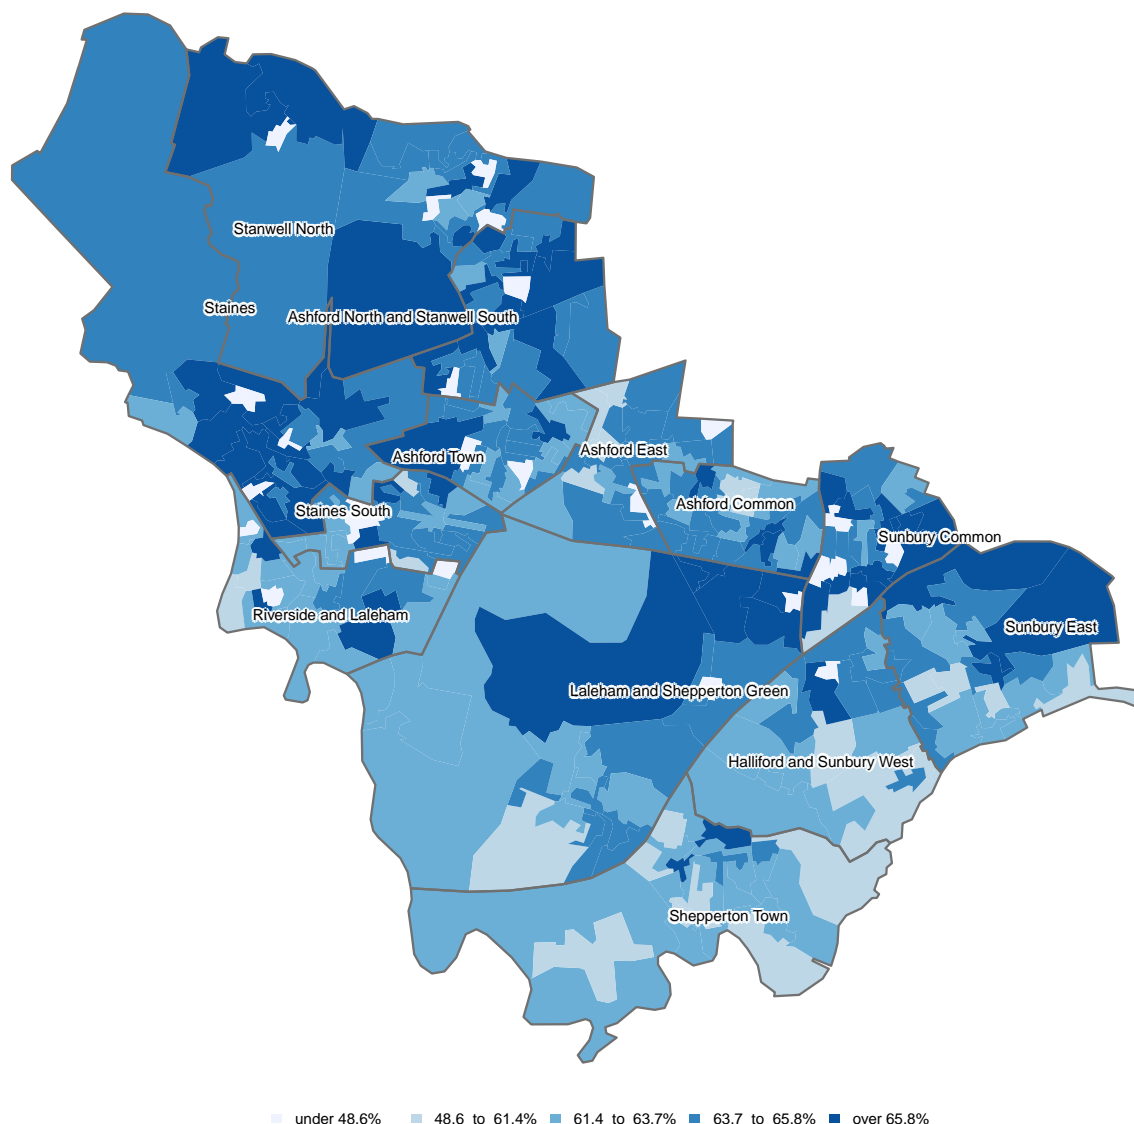 Stanwell North
Staines
Ashford North and Stanwell South
Ashford East
Ashford Town
Ashford Common
Staines South
Sunbury Common
Riverside and Laleham
Sunbury East
Laleham and Shepperton Green
Halliford and Sunbury West
Shepperton Town
under 48.6% 48.6 to 61.4% 61.4 to 63.7% 63.7 to 65.8% over 65.8%